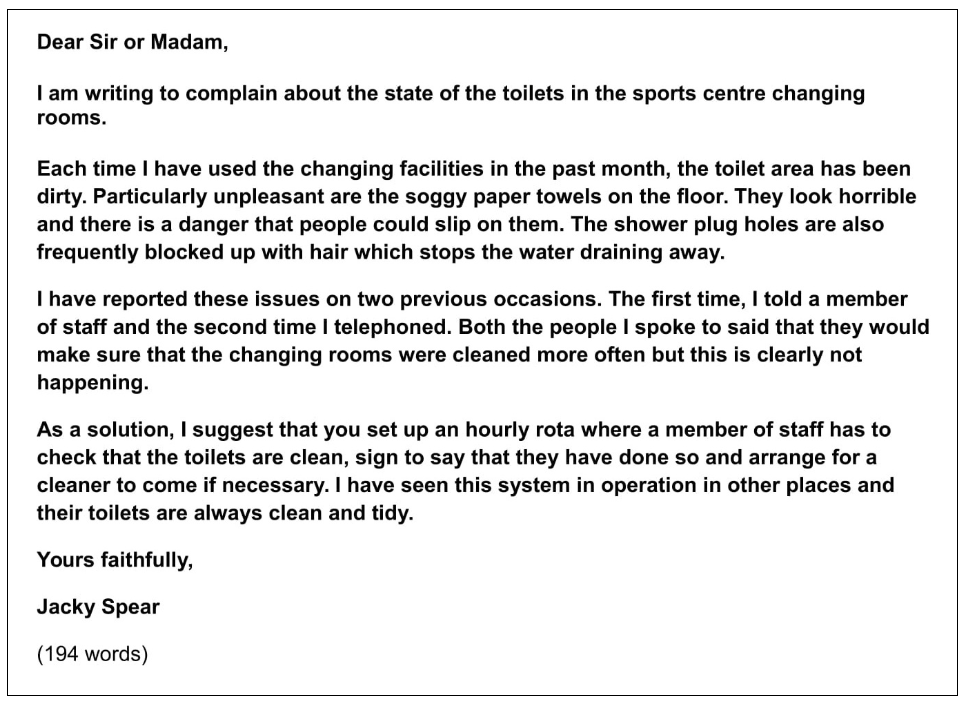 Dear Sir or Madam,
I am writing to complain about the state of the toilets in the sports centre changing
rooms.
Each time I have used the changing facilities in the past month, the toilet area has been
dirty. Particularly unpleasant are the soggy paper towels on the floor. They look horrible
and there is a danger that people could slip on them. The shower plug holes are also
frequently blocked up with hair which stops the water draining away.
I have reported these issues on two previous occasions. The first time, I told a member
of staff and the second time I telephoned. Both the people I spoke to said that they would
make sure that the changing rooms were cleaned more often but this is clearly not
happening.
As a solution, I suggest that you set up an hourly rota where a member of staff has to
check that the toilets are clean, sign to say that they have done so and arrange for a
cleaner to come if necessary. I have seen this system in operation in other places and
their toilets are always clean and tidy.
Yours faithfully,
Jacky Spear
(194 words)